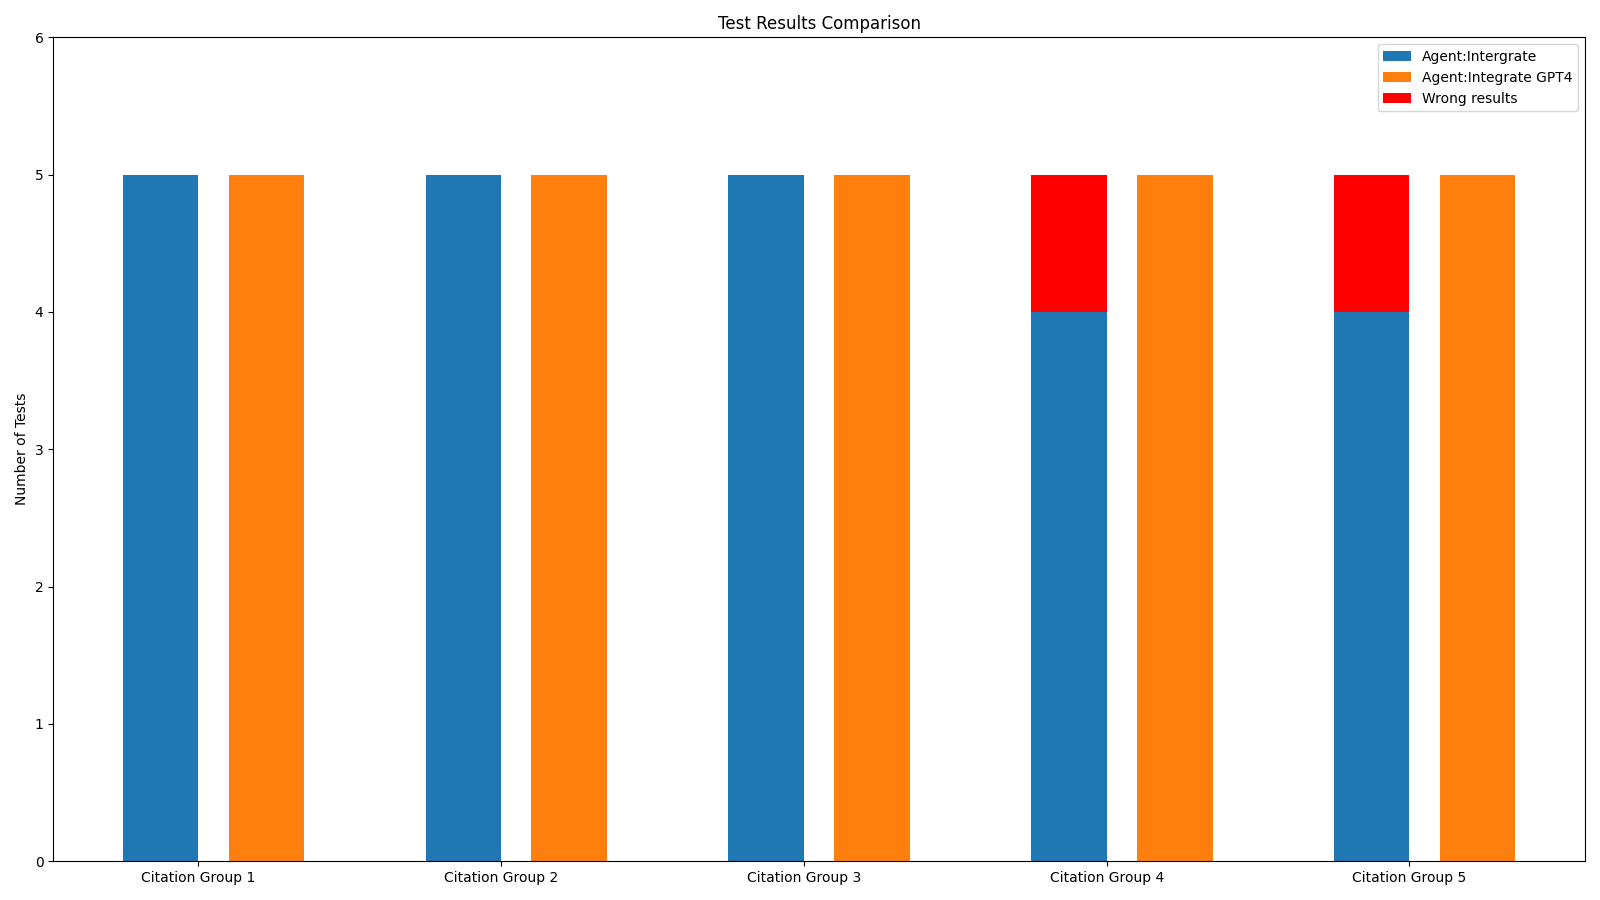 Test Results Comparison
Agent:Intergrate
Agent:Integrate GPT4
Wrong results
Number of Tests
6
5
4
3
2
1
0
Citation Group 1
Citation Group 2
Citation Group 3
Citation Group 4
Citation Group 5